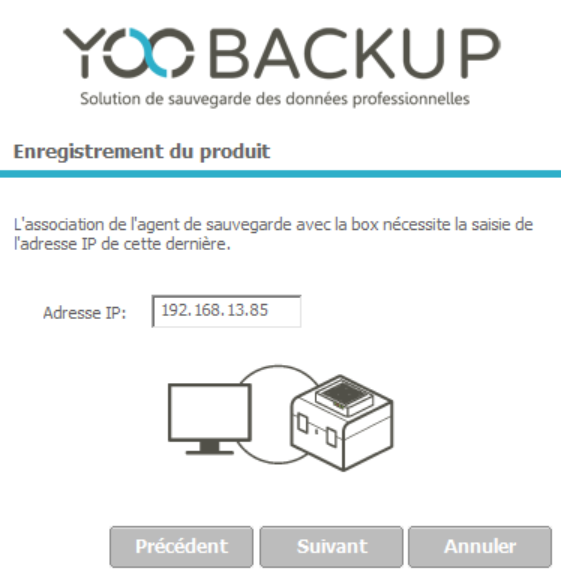 YOOBACKUP
Solution de sauvegarde des données professionnelles
Enregistrement du produit
L'association de l'agent de sauvegarde avec la box nécessite la saisie de
l'adresse IP de cette dernière.
Adresse IP: 192.168.13.85
Précédent Suivant Annuler